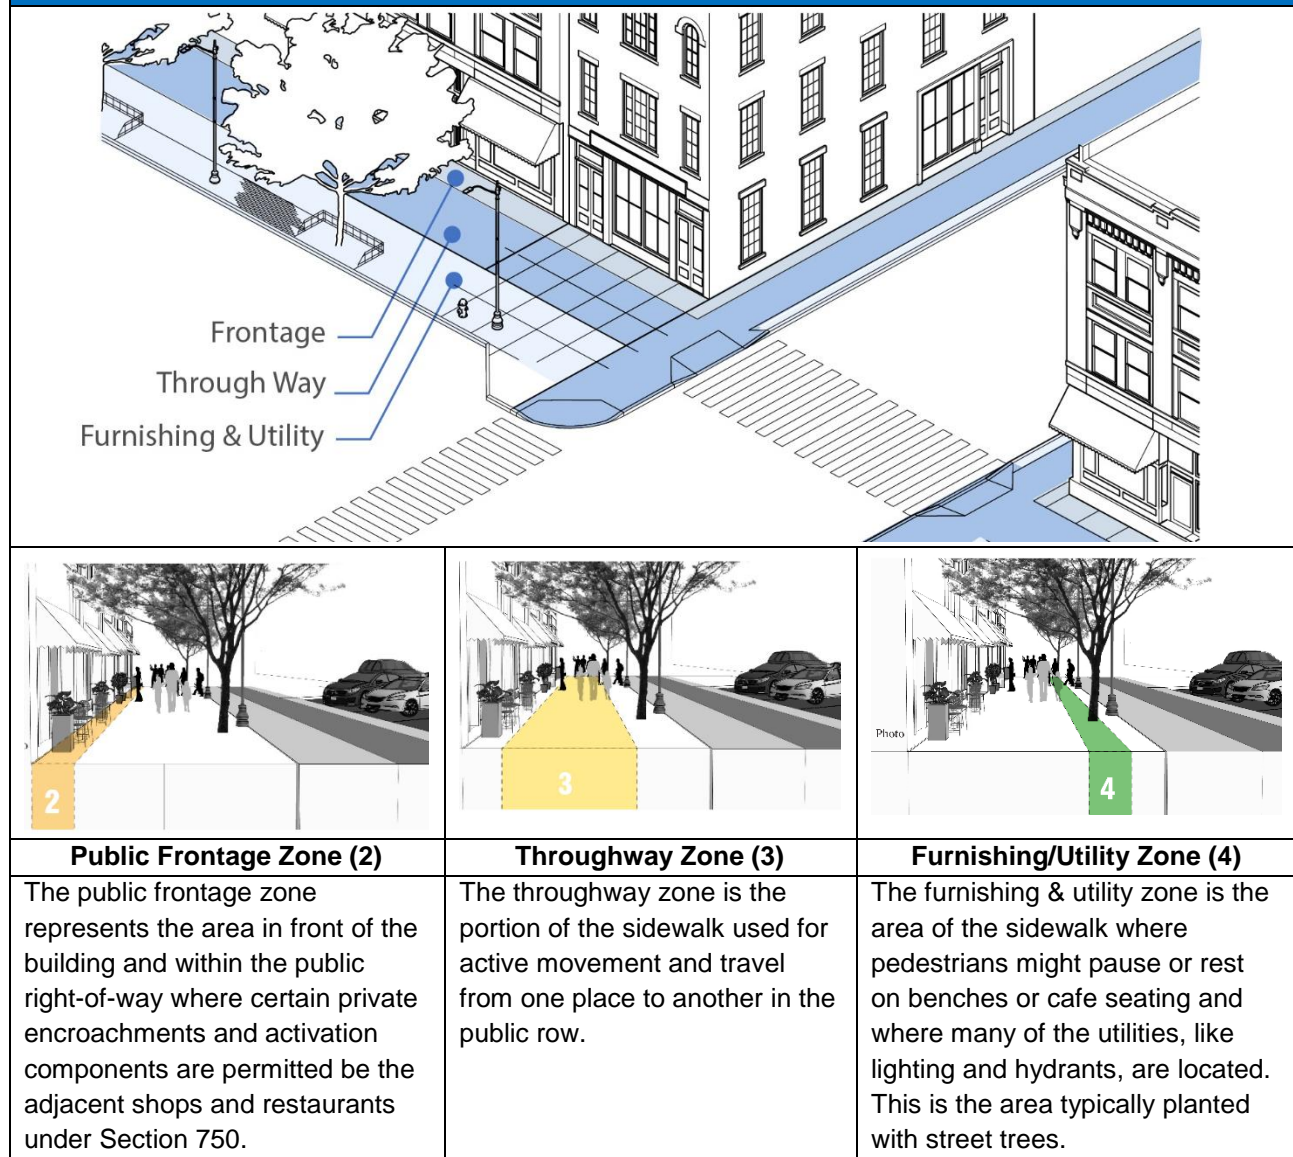 Frontage
Through Way
Furnishing & Utility
2
3
Photo
4
Public Frontage Zone (2)
The public frontage zone
represents the area in front of the
building and within the public
right-of-way where certain private
encroachments and activation
components are permitted be the
adjacent shops and restaurants
under Section 750.
Throughway Zone (3)
The throughway zone is the
portion of the sidewalk used for
active movement and travel
from one place to another in the
public row.
Furnishing/Utility Zone (4)
The furnishing & utility zone is the
area of the sidewalk where
pedestrians might pause or rest
on benches or cafe seating and
where many of the utilities, like
lighting and hydrants, are located.
This is the area typically planted
with street trees.